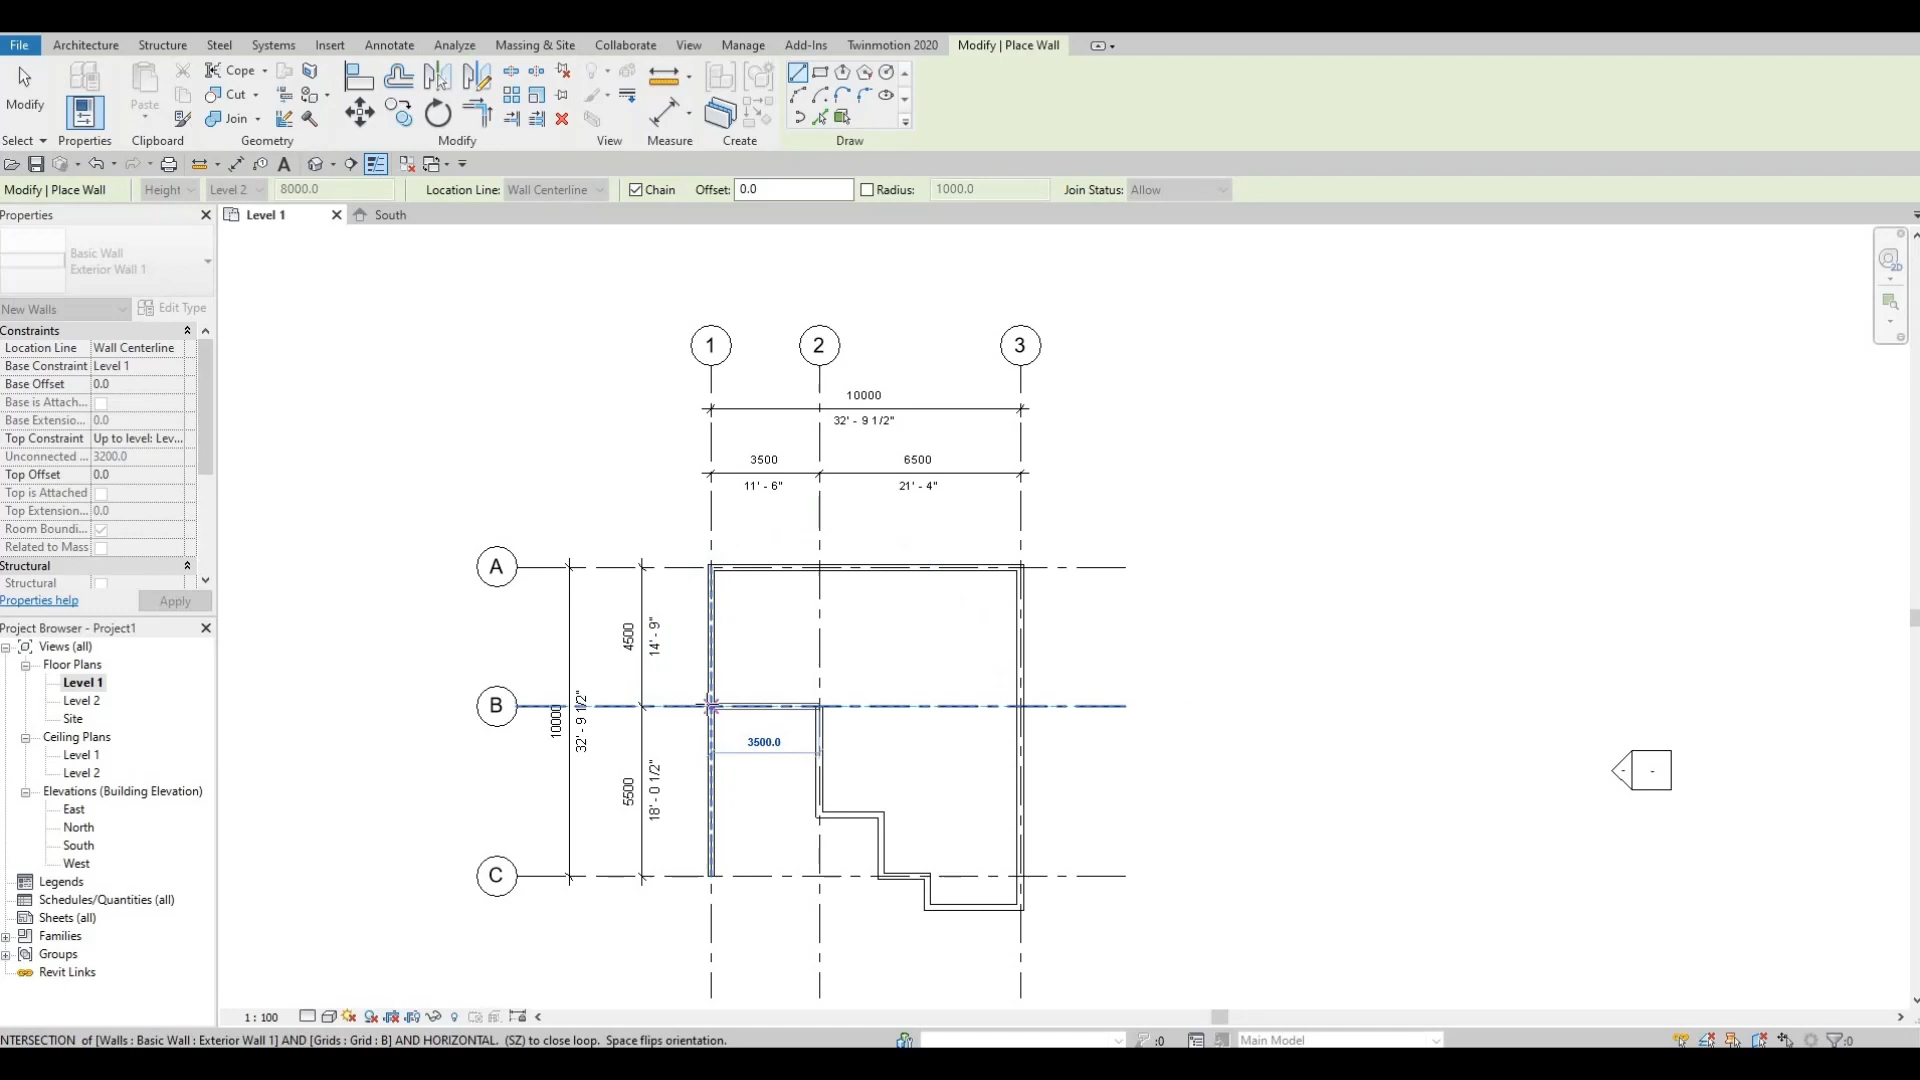 File Architecture Structure Steel Systems Insert Annotate Analyze Massing & Site Collaborate View Manage Add-Ins Twinmotion 2020 Modify | Place Wall
Cope
Cut
Modify Paste
Join
Select Properties Clipboard Geometry Modify View Measure Create Draw
Modify | Place Wall Height Level 2 8000.0 Location Line: Wall Centerline Chain Offset: 0.0 Radius: 1000.0 Join Status: Allow
Properties Level 1 South
Basic Wall
Exterior Wall 1
2D
New Walls Edit Type
Constraints
Location Line Wall Centerline
Base Constraint Level 1
Base Offset 0.0
Base is Attach...
Base Extensio... 0.0
Top Constraint Up to level: Lev...
Unconnected ... 3200.0
Top Offset 0.0
Top is Attached
Top Extension... 0.0
Room Boundi...
Related to Mass
Structural
Structural
Properties help Apply
Project Browser - Project1
Views (all)
Floor Plans
Level 1
Level 2
Site
Ceiling Plans
Level 1
Level 2
Elevations (Building Elevation)
East
North
South
West
Legends
Schedules/Quantities (all)
Sheets (all)
Families
Groups
Revit Links
1 2 3
10000
32' - 9 1/2"
3500 6500
11' - 6" 21' - 4"
A
4500
14' - 9"
B
10000
32' - 9 1/2"
3500.0
5500
18' - 0 1/2"
C
- -
1 : 100
NTERSECTION of [Walls : Basic Wall : Exterior Wall 1] AND [Grids : Grid : B] AND HORIZONTAL. (SZ) to close loop. Space flips orientation. :0 Main Model :0